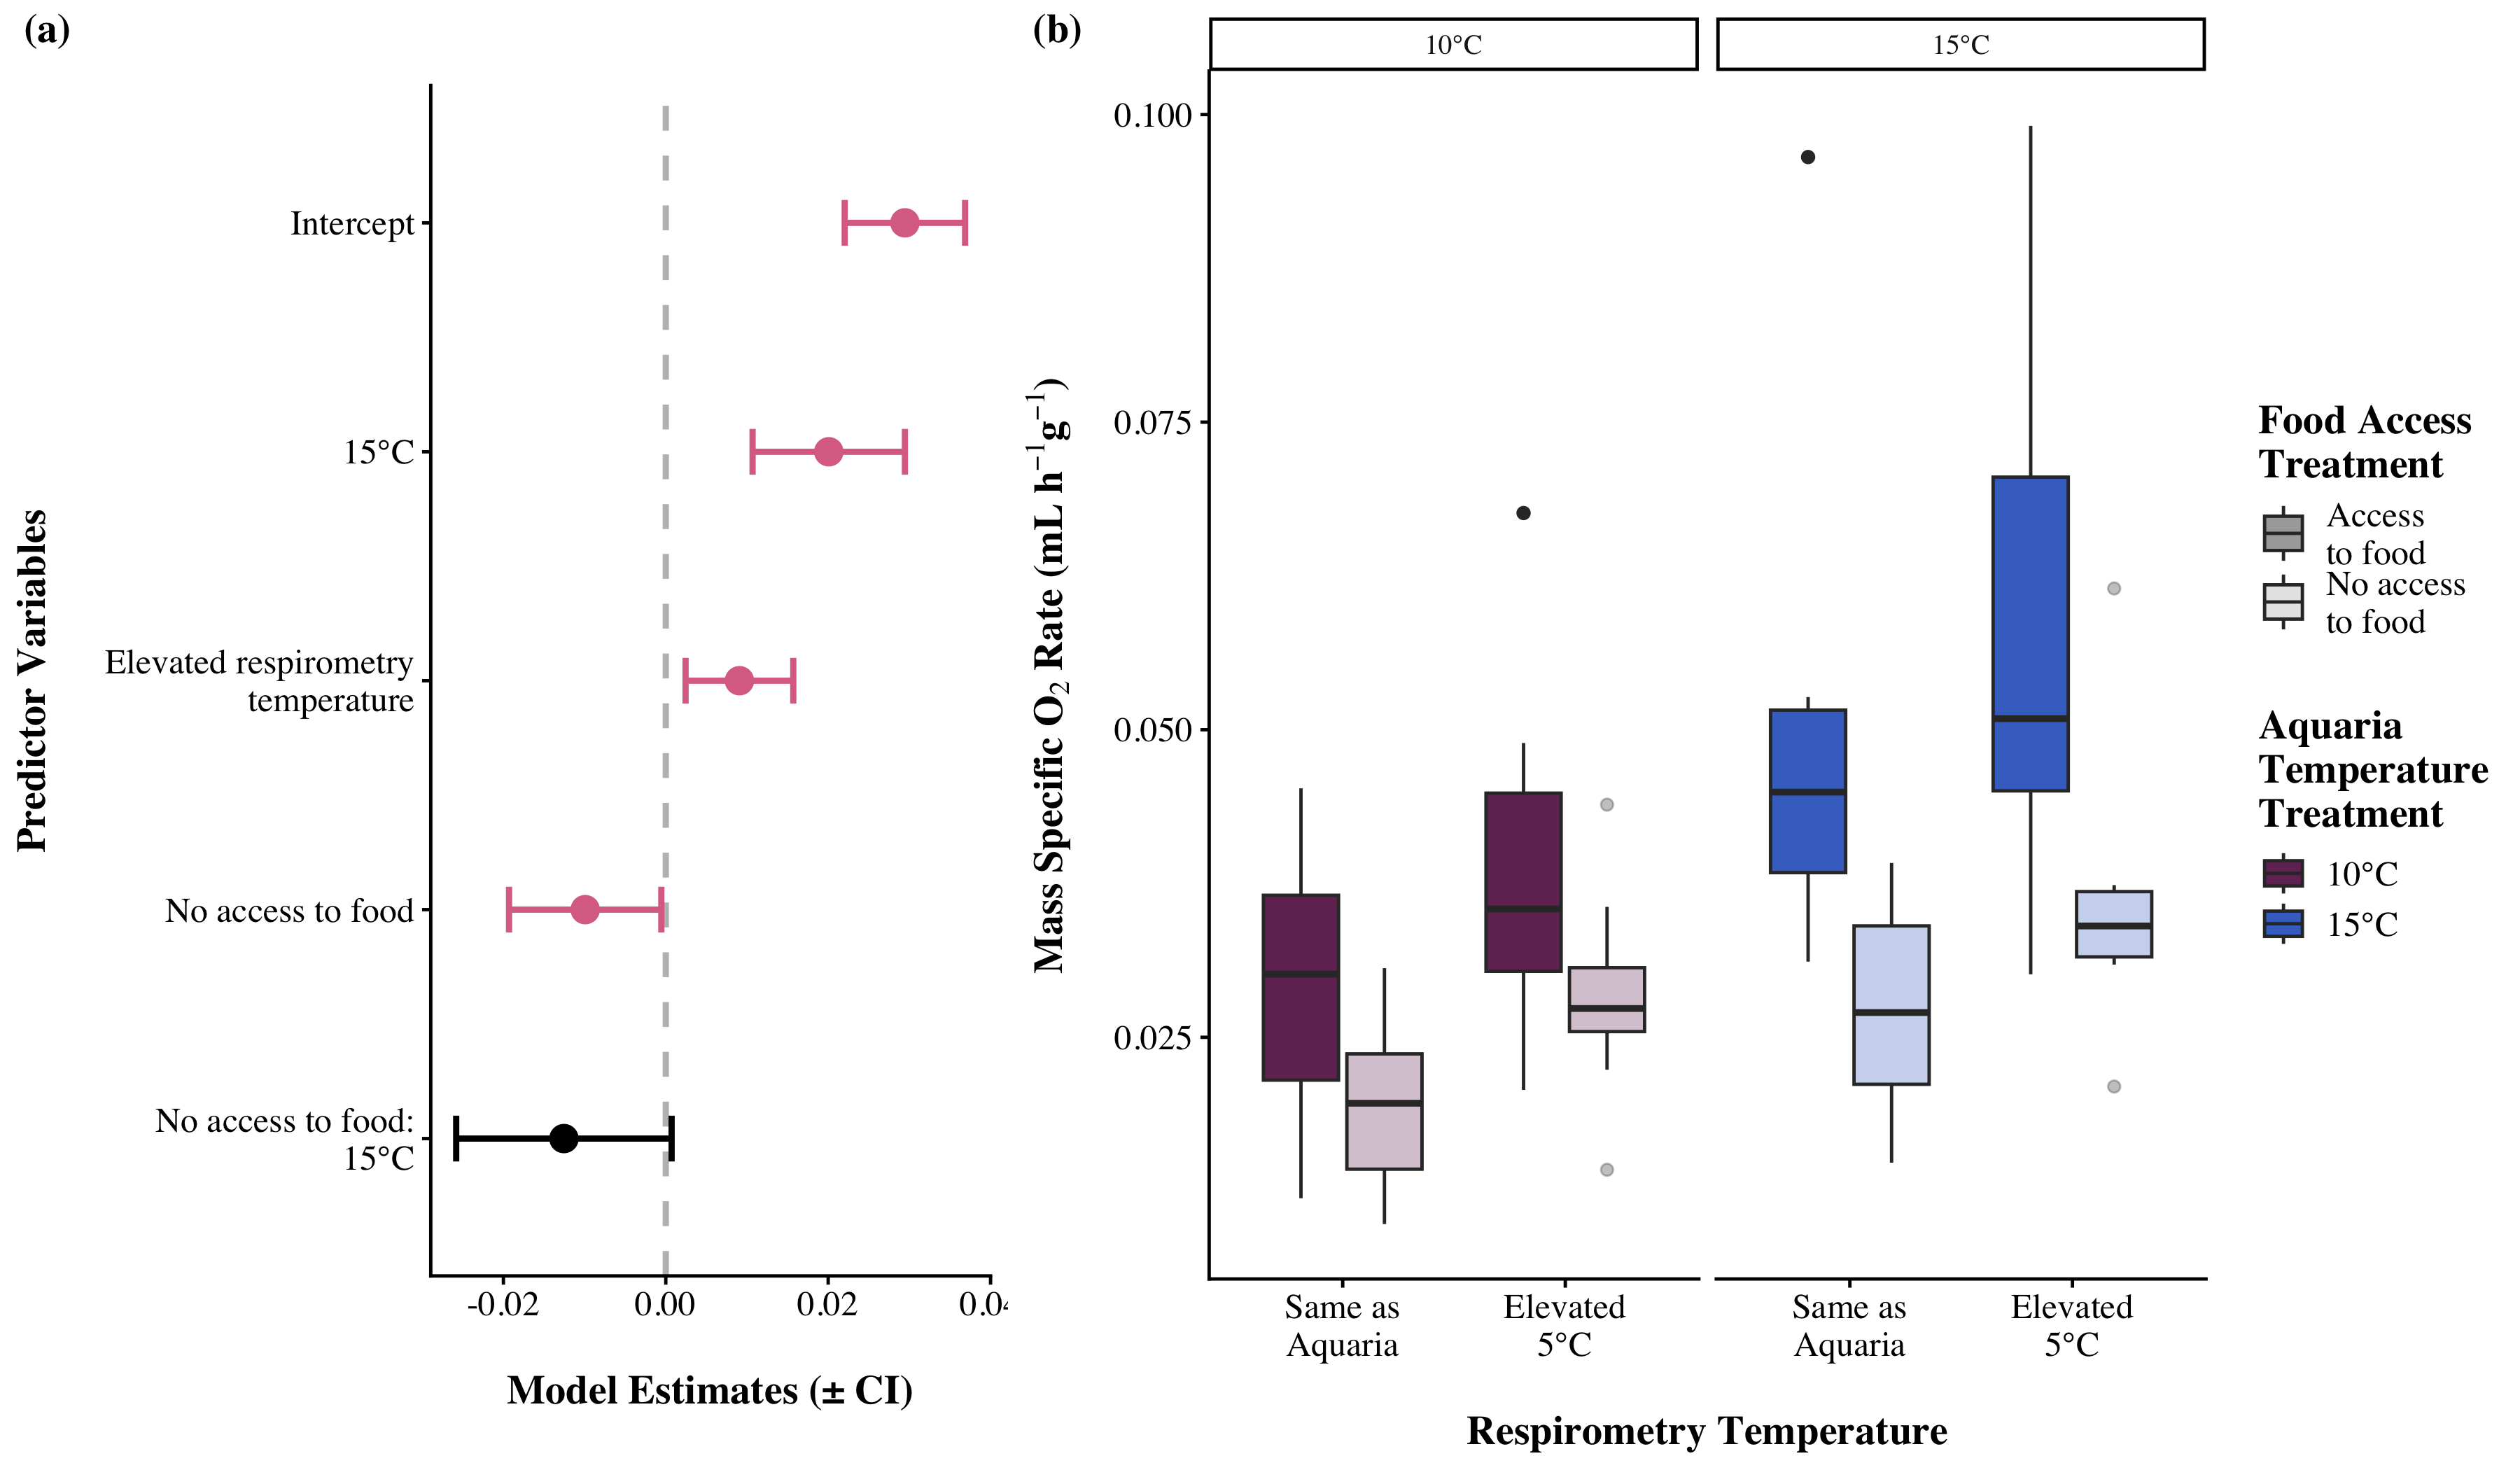 (a)
Predictor Variables
Intercept
15°C
Elevated respirometry
temperature
No access to food
No access to food:
15°C
-0.02 0.00 0.02 0.0
Model Estimates (± CI)
(b)
10°C 15°C
Mass Specific O₂ Rate (mL h⁻¹g⁻¹)
0.100
0.075
0.050
0.025
Same as
Aquaria
Elevated
5°C
Same as
Aquaria
Elevated
5°C
Respirometry Temperature
Food Access
Treatment
Access
to food
No access
to food
Aquaria
Temperature
Treatment
10°C
15°C